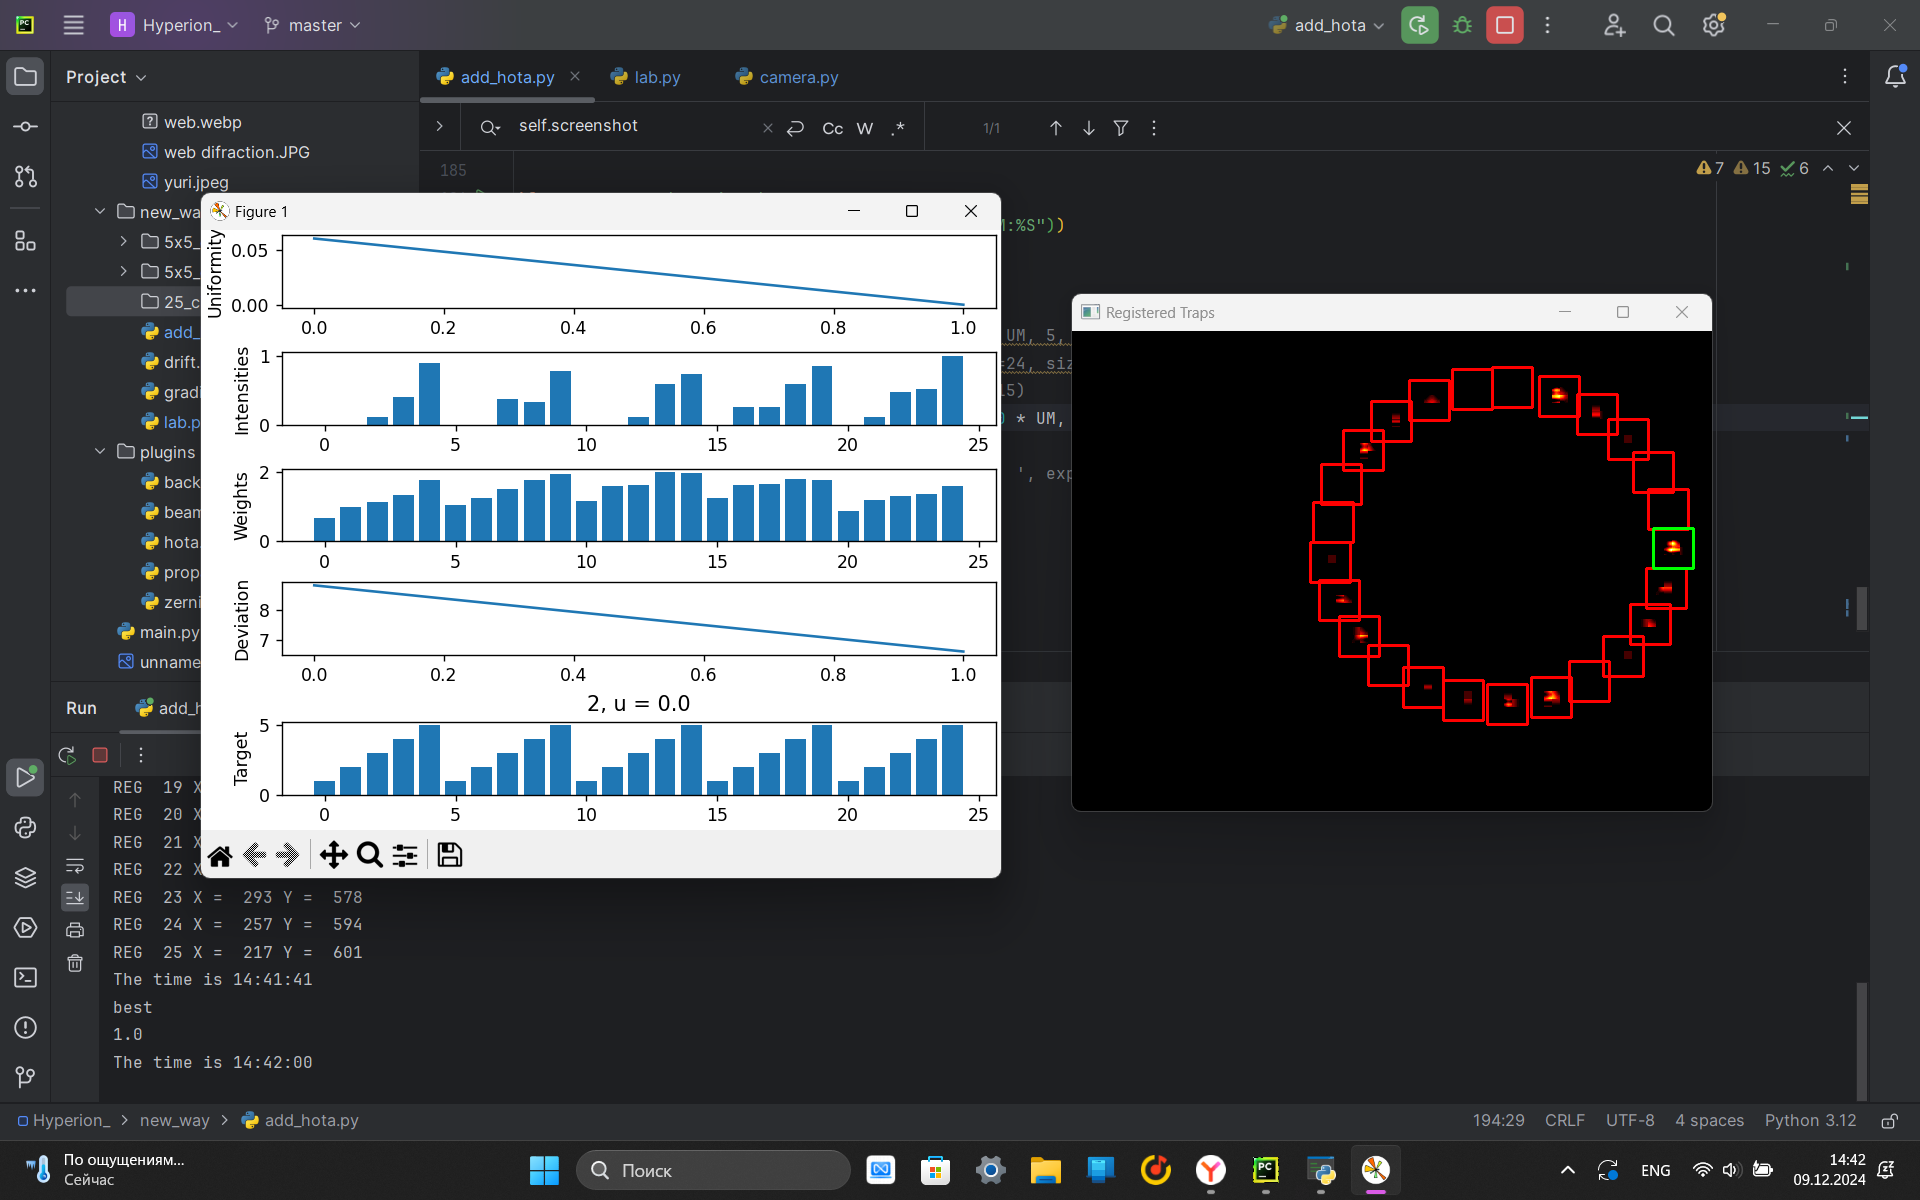 H Hyperion_ master add_hota
Project
add_hota.py lab.py camera.py
web.webp
web difraction.JPG
yuri.jpeg
new_wa
5x5_
5x5_
25_c
add_
drift.
gradi
lab.p
plugins
back
beam
hota
prop
zerni
main.py
unname
self.screenshot Cc W .* 1/1
185
7 15 6
M:%S"))
UM, 5,
=24, siz
15)
* UM,
', exp
Figure 1
Uniformity
0.05
0.00
0.0 0.2 0.4 0.6 0.8 1.0
Intensities
1
0
0 5 10 15 20 25
Weights
2
0
0 5 10 15 20 25
Deviation
8
7
0.0 0.2 0.4 0.6 0.8 1.0
2, u = 0.0
Target
5
0
0 5 10 15 20 25
Registered Traps
Run add_h
REG 19 X
REG 20 X
REG 21 X
REG 22 X
REG 23 X = 293 Y = 578
REG 24 X = 257 Y = 594
REG 25 X = 217 Y = 601
The time is 14:41:41
best
1.0
The time is 14:42:00
Hyperion_ > new_way > add_hota.py
194:29 CRLF UTF-8 4 spaces Python 3.12
По ощущениям...
Сейчас
Поиск
PC
ENG
14:42
09.12.2024